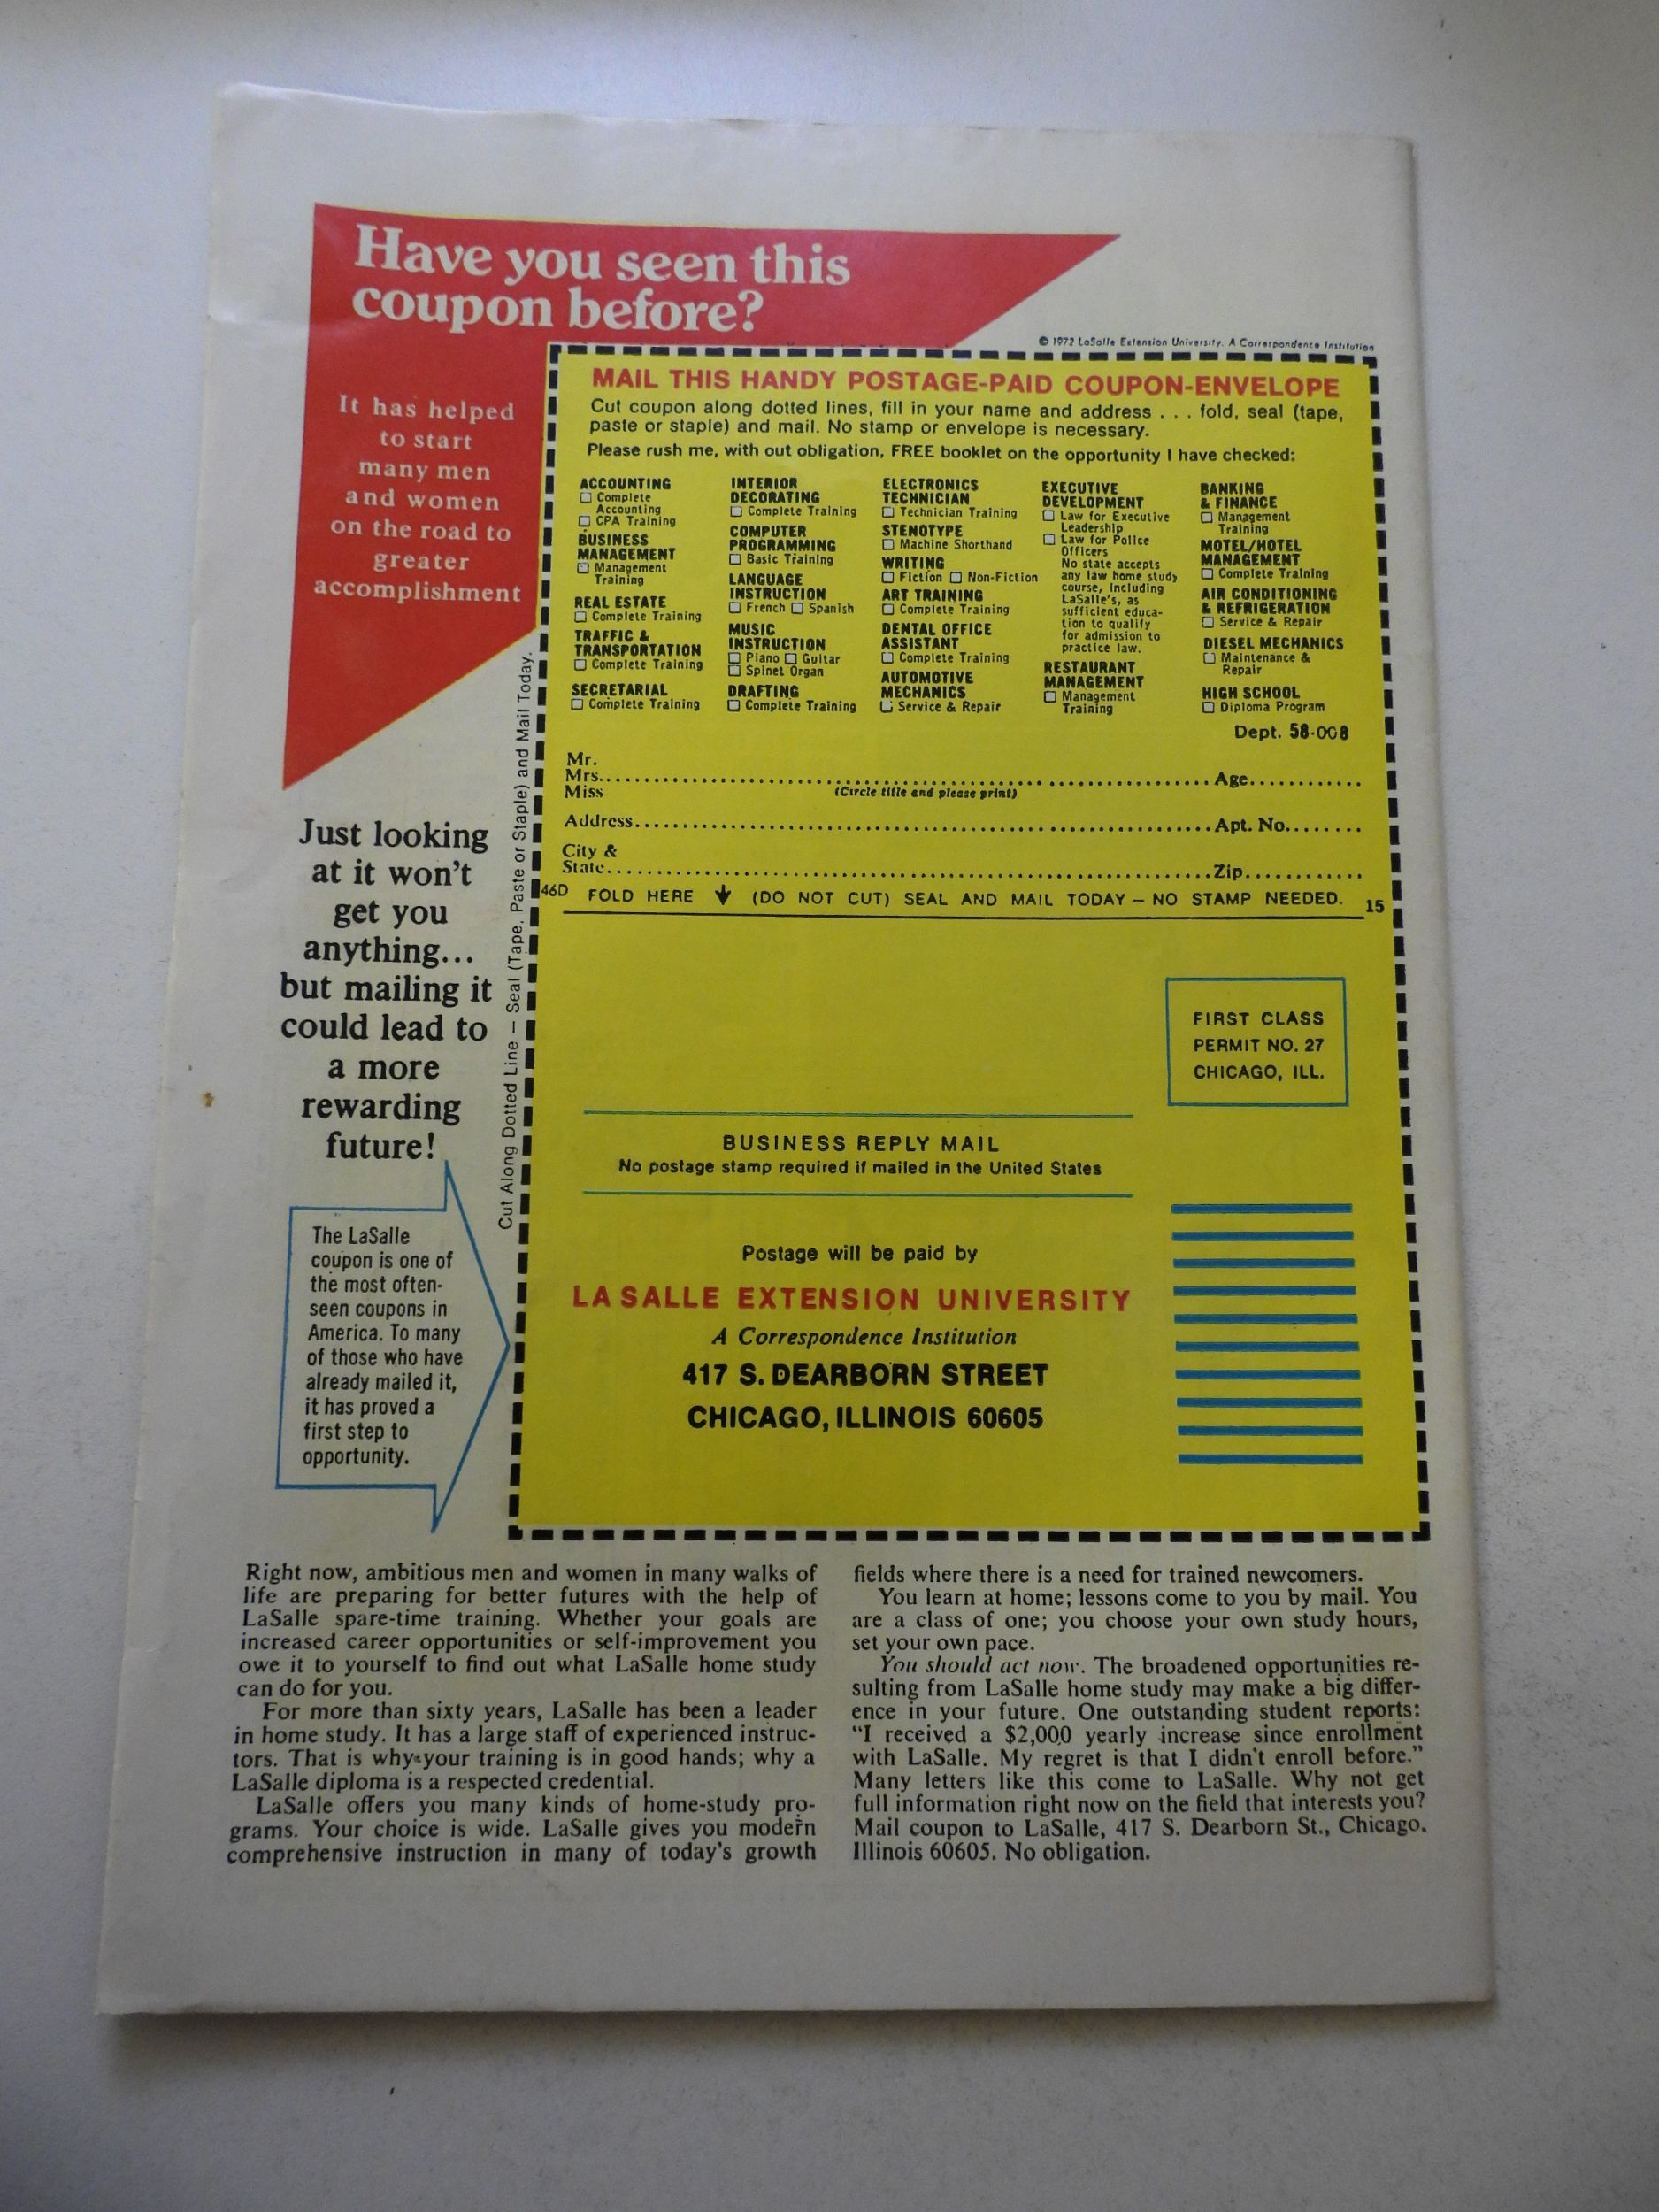 Have you seen this
coupon before?
© 1972 LaSalle Extension University. A Correspondence Institution
It has helped
to start
many men
and women
on the road to
greater
accomplishment
MAIL THIS HANDY POSTAGE-PAID COUPON-ENVELOPE
Cut coupon along dotted lines, fill in your name and address . . . fold, seal (tape,
paste or staple) and mail. No stamp or envelope is necessary.
Please rush me, with out obligation, FREE booklet on the opportunity I have checked:
ACCOUNTING
Complete
Accounting
CPA Training
BUSINESS
MANAGEMENT
Management
Training
REAL ESTATE
Complete Training
TRAFFIC &
TRANSPORTATION
Complete Training
SECRETARIAL
Complete Training
INTERIOR
DECORATING
Complete Training
COMPUTER
PROGRAMMING
Basic Training
LANGUAGE
INSTRUCTION
French Spanish
MUSIC
INSTRUCTION
Piano Guitar
Spinet Organ
DRAFTING
Complete Training
ELECTRONICS
TECHNICIAN
Technician Training
STENOTYPE
Machine Shorthand
WRITING
Fiction Non-Fiction
ART TRAINING
Complete Training
DENTAL OFFICE
ASSISTANT
Complete Training
AUTOMOTIVE
MECHANICS
Service & Repair
EXECUTIVE
DEVELOPMENT
Law for Executive
Leadership
Law for Police
Officers
No state accepts
any law home study
course, including
LaSalle's, as
sufficient educa-
tion to qualify
for admission to
practice law.
RESTAURANT
MANAGEMENT
Management
Training
BANKING
& FINANCE
Management
Training
MOTEL/HOTEL
MANAGEMENT
Complete Training
AIR CONDITIONING
& REFRIGERATION
Service & Repair
DIESEL MECHANICS
Maintenance &
Repair
HIGH SCHOOL
Diploma Program
Dept. 58-008
Mr.
Mrs. Age
Miss (Circle title and please print)
Address Apt. No.
City &
State Zip
46D FOLD HERE (DO NOT CUT) SEAL AND MAIL TODAY — NO STAMP NEEDED. 15
Cut Along Dotted Line — Seal (Tape, Paste or Staple) and Mail Today.
Just looking
at it won't
get you
anything...
but mailing it
could lead to
a more
rewarding
future!
FIRST CLASS
PERMIT NO. 27
CHICAGO, ILL.
BUSINESS REPLY MAIL
No postage stamp required if mailed in the United States
Postage will be paid by
LA SALLE EXTENSION UNIVERSITY
A Correspondence Institution
417 S. DEARBORN STREET
CHICAGO, ILLINOIS 60605
The LaSalle
coupon is one of
the most often-
seen coupons in
America. To many
of those who have
already mailed it,
it has proved a
first step to
opportunity.
Right now, ambitious men and women in many walks of
life are preparing for better futures with the help of
LaSalle spare-time training. Whether your goals are
increased career opportunities or self-improvement you
owe it to yourself to find out what LaSalle home study
can do for you.
For more than sixty years, LaSalle has been a leader
in home study. It has a large staff of experienced instruc-
tors. That is why your training is in good hands; why a
LaSalle diploma is a respected credential.
LaSalle offers you many kinds of home-study pro-
grams. Your choice is wide. LaSalle gives you modern
comprehensive instruction in many of today's growth
fields where there is a need for trained newcomers.
You learn at home; lessons come to you by mail. You
are a class of one; you choose your own study hours,
set your own pace.
You should act now. The broadened opportunities re-
sulting from LaSalle home study may make a big differ-
ence in your future. One outstanding student reports:
"I received a $2,000 yearly increase since enrollment
with LaSalle. My regret is that I didn't enroll before."
Many letters like this come to LaSalle. Why not get
full information right now on the field that interests you?
Mail coupon to LaSalle, 417 S. Dearborn St., Chicago,
Illinois 60605. No obligation.